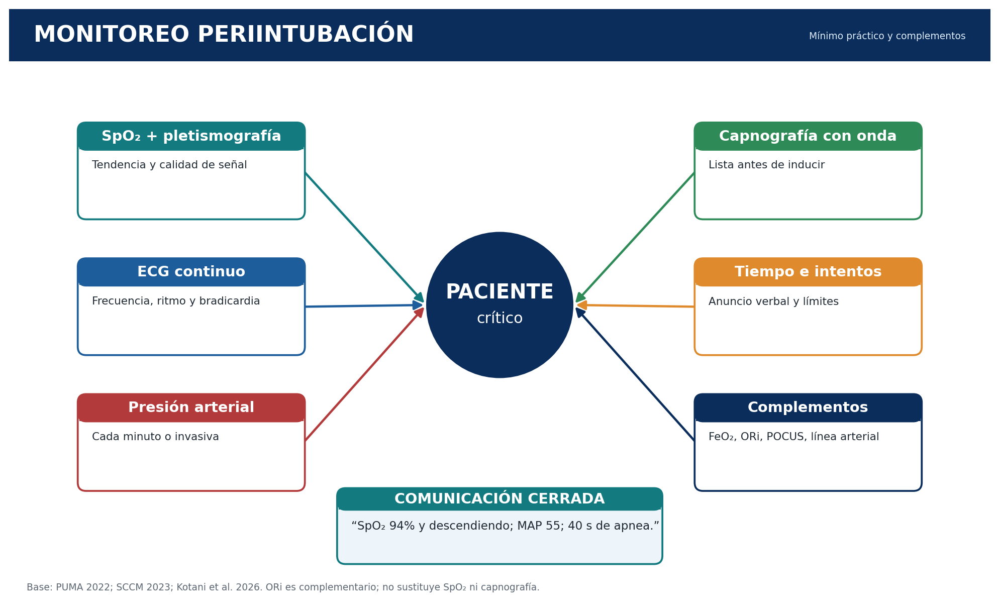 MONITOREO PERIINTUBACIÓN
Mínimo práctico y complementos
SpO₂ + pletismografía
Tendencia y calidad de señal
ECG continuo
Frecuencia, ritmo y bradicardia
Presión arterial
Cada minuto o invasiva
PACIENTE
crítico
Capnografía con onda
Lista antes de inducir
Tiempo e intentos
Anuncio verbal y límites
Complementos
FeO₂, ORi, POCUS, línea arterial
COMUNICACIÓN CERRADA
“SpO₂ 94% y descendiendo; MAP 55; 40 s de apnea.”
Base: PUMA 2022; SCCM 2023; Kotani et al. 2026. ORi es complementario; no sustituye SpO₂ ni capnografía.